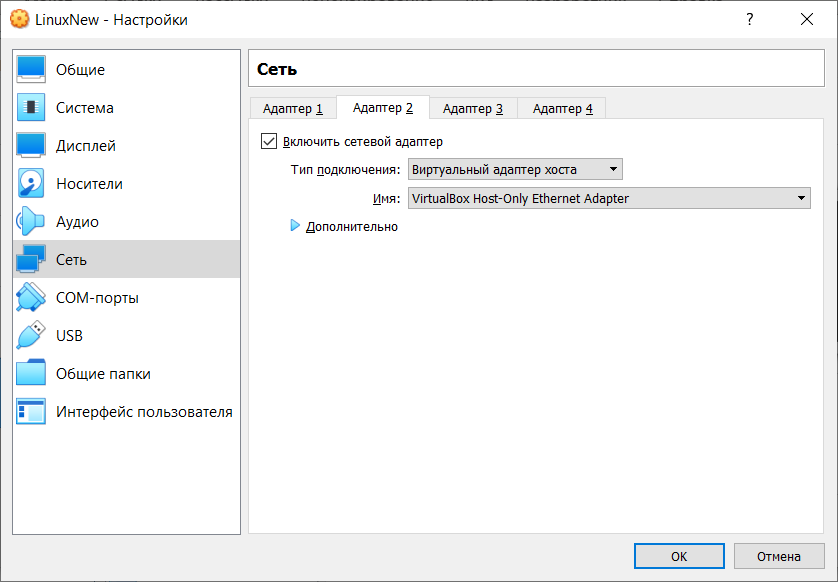 LinuxNew - Настройки
?
Общие
Система
Дисплей
Носители
Аудио
Сеть
COM-порты
USB
Общие папки
Интерфейс пользователя
Сеть
Адаптер 1 Адаптер 2 Адаптер 3 Адаптер 4
Включить сетевой адаптер
Тип подключения: Виртуальный адаптер хоста
Имя: VirtualBox Host-Only Ethernet Adapter
Дополнительно
OK Отмена